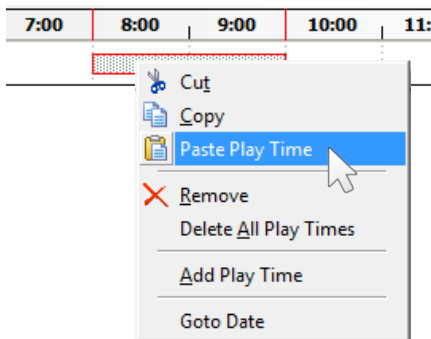 7:00 8:00 9:00 10:00 11:
Cut
Copy
Paste Play Time
Remove
Delete All Play Times
Add Play Time
Goto Date